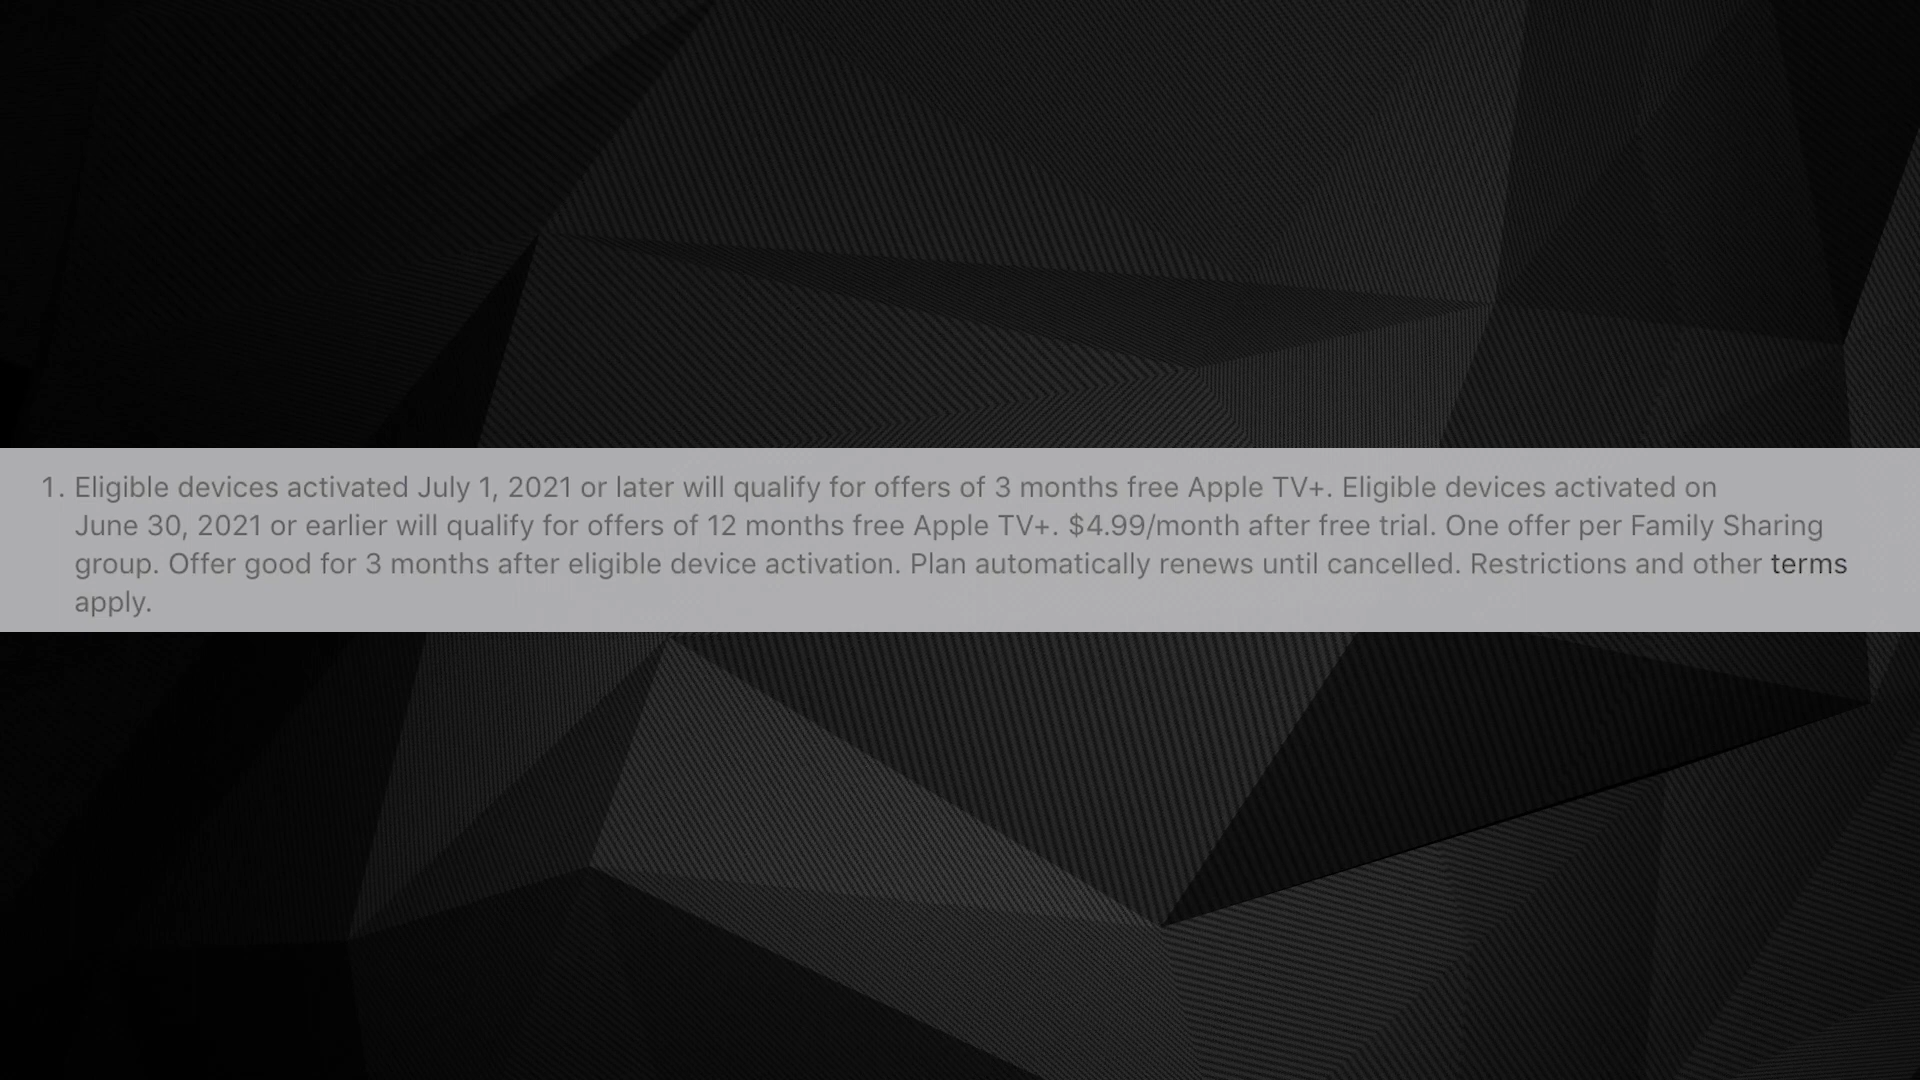 1. Eligible devices activated July 1, 2021 or later will qualify for offers of 3 months free Apple TV+. Eligible devices activated on
June 30, 2021 or earlier will qualify for offers of 12 months free Apple TV+. $4.99/month after free trial. One offer per Family Sharing
group. Offer good for 3 months after eligible device activation. Plan automatically renews until cancelled. Restrictions and other terms
apply.